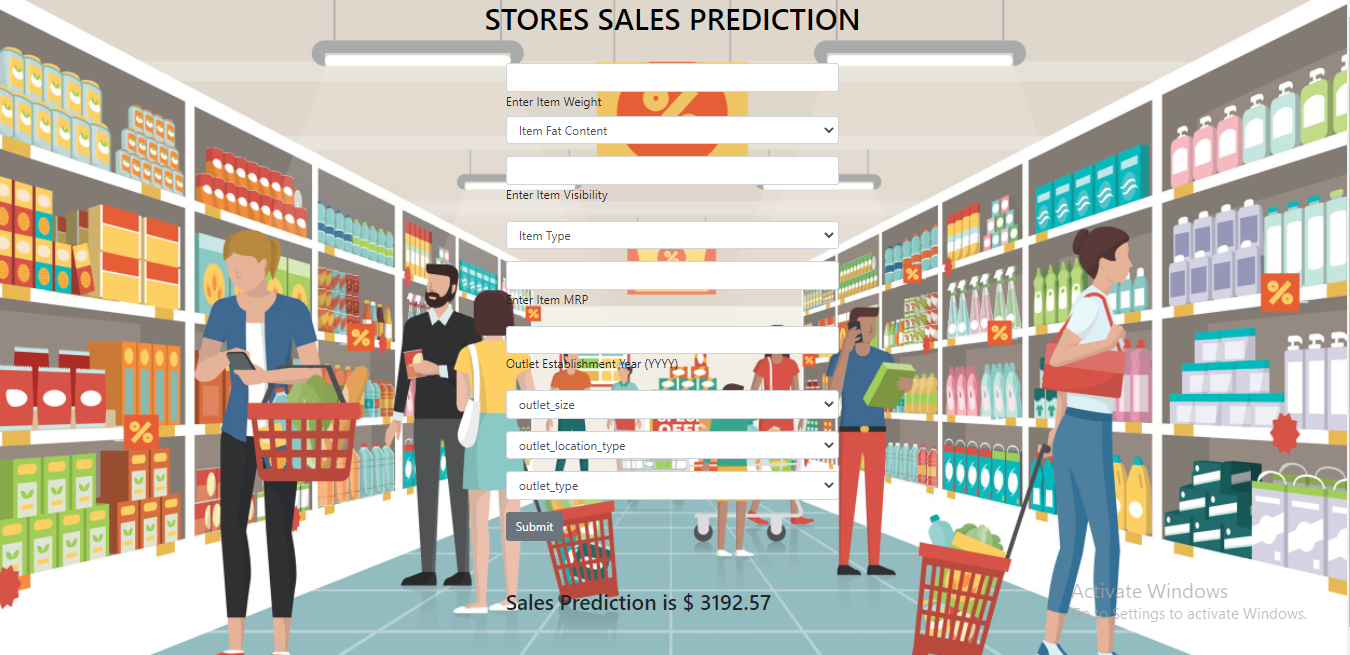 STORES SALES PREDICTION
%
Enter Item Weight
Item Fat Content
Enter Item Visibility
Item Type
%
Enter Item MRP
%
Outlet Establishment Year (YYYY)
outlet_size
outlet_location_type
outlet_type
Submit
Sales Prediction is $ 3192.57
%
%
%
%
%
Activate Windows
Go to Settings to activate Windows.